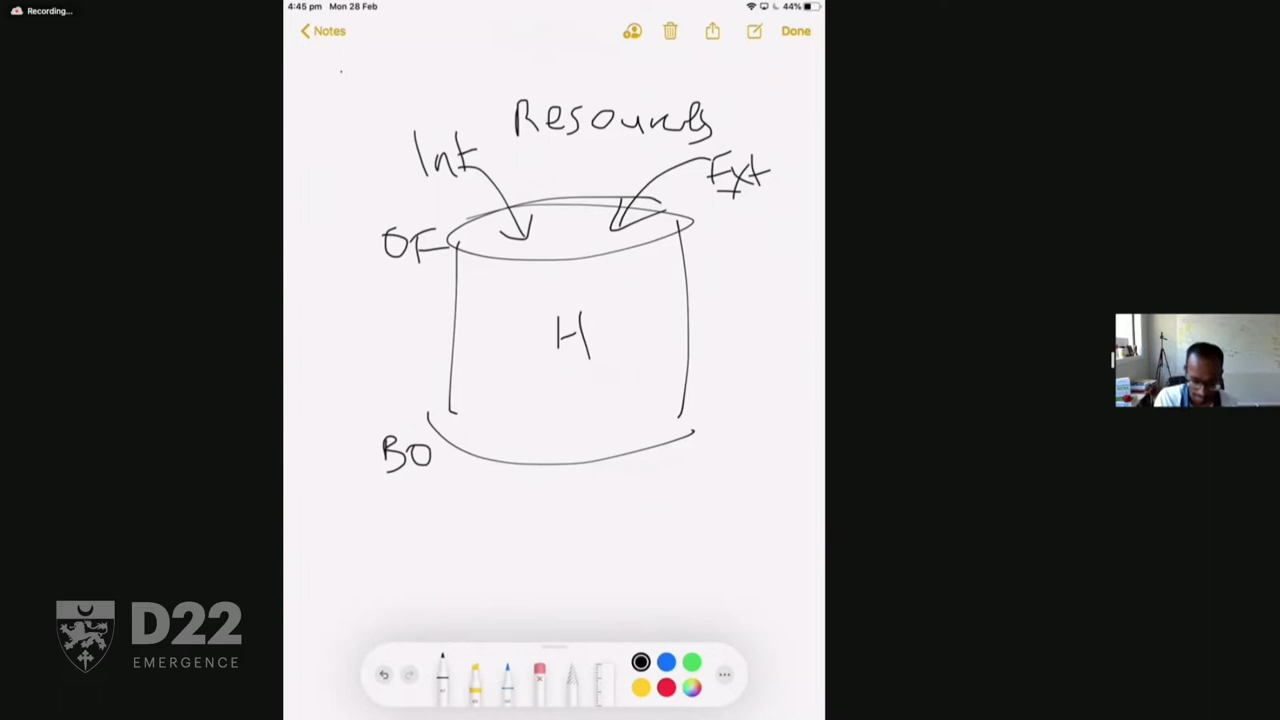 Recording...
4:45 pm Mon 28 Feb
44%
Notes
Done
Resources
Int
Ext
OF
H
BO
D22
EMERGENCE